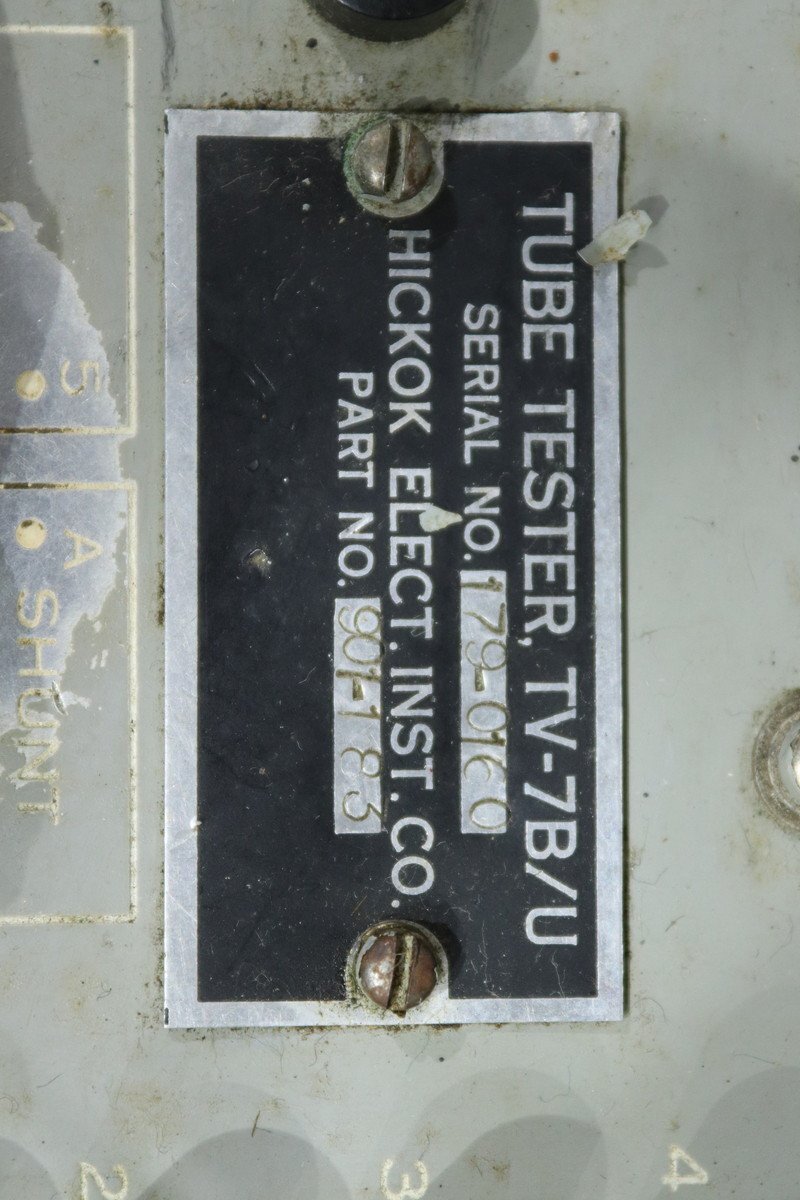 TUBE TESTER, TV-7B/U
SERIAL NO. 179-0160
HICKOK ELECT. INST. CO.
PART NO. 901-183
5
A SHUNT
2
3
4